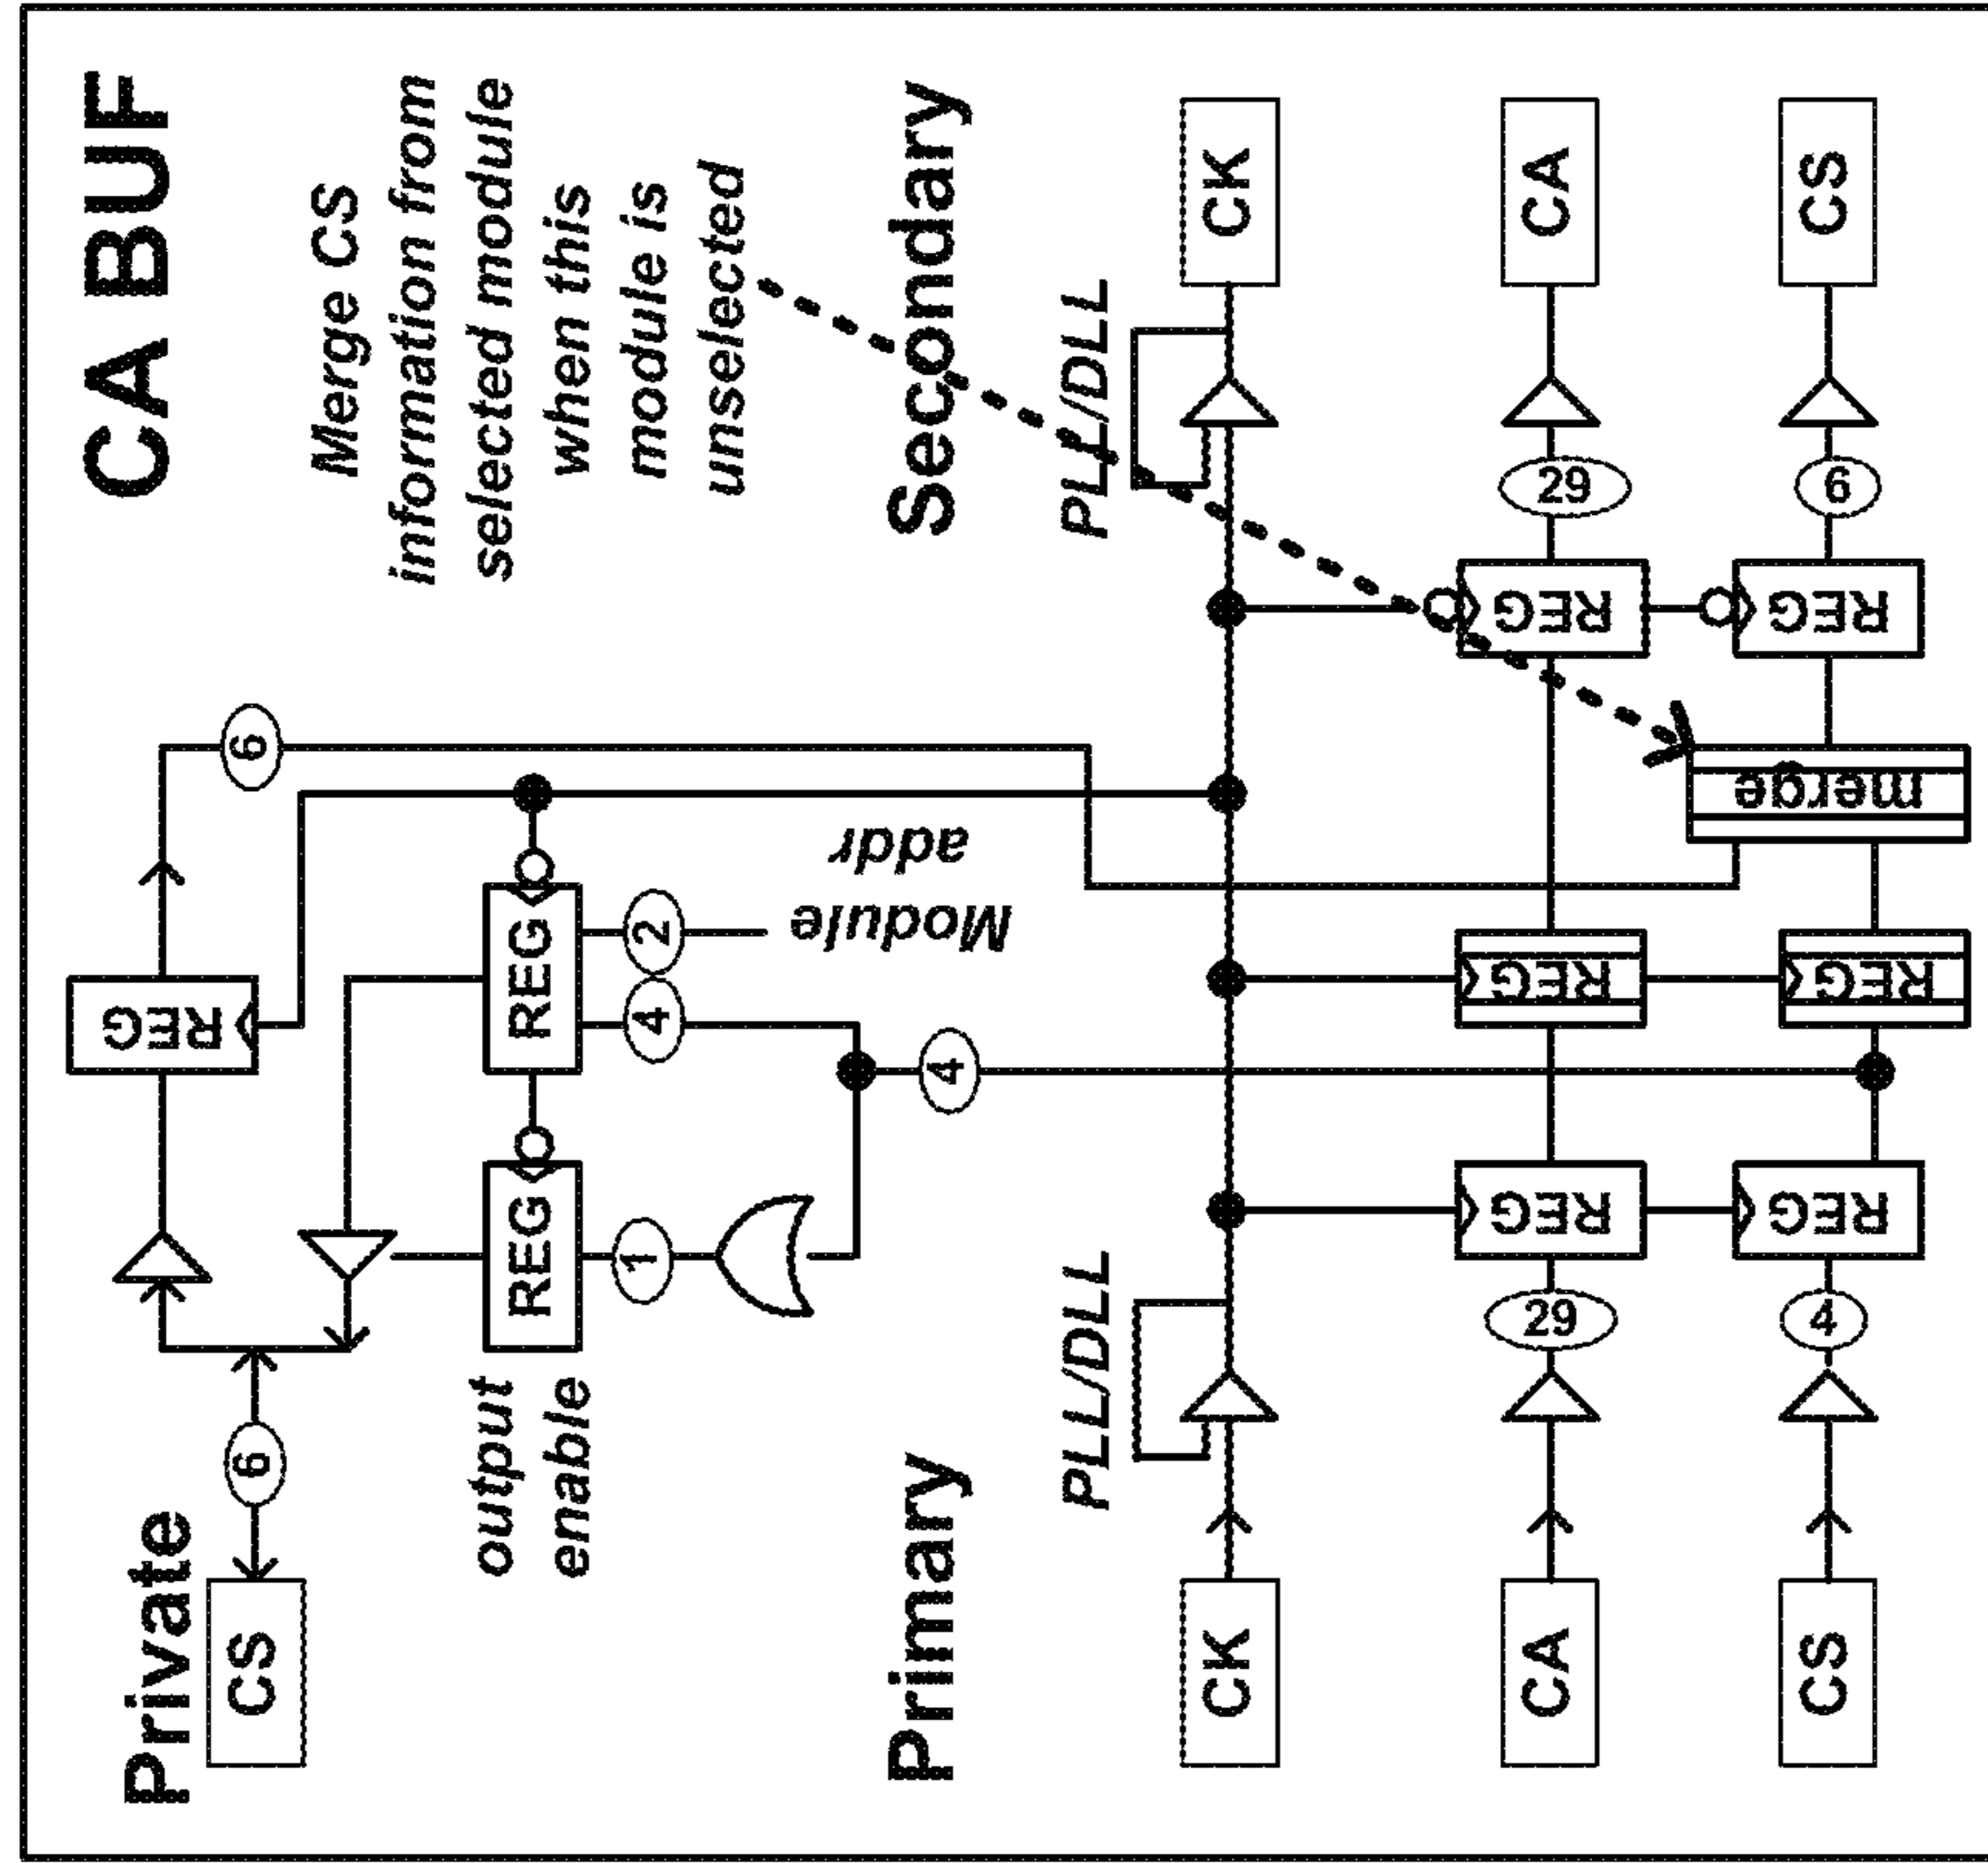 CA BUF
Merge CS
information from
selected module
when this
module is
unselected
Private
CS
6
REG
6
output
enable
REG
REG
1
4
2
Module
addr
4
Primary
Secondary
PLL/DLL
PLL/DLL
CK
CK
CA
29
REG
REG
REG
29
CA
CS
4
REG
REG
merge
REG
6
CS